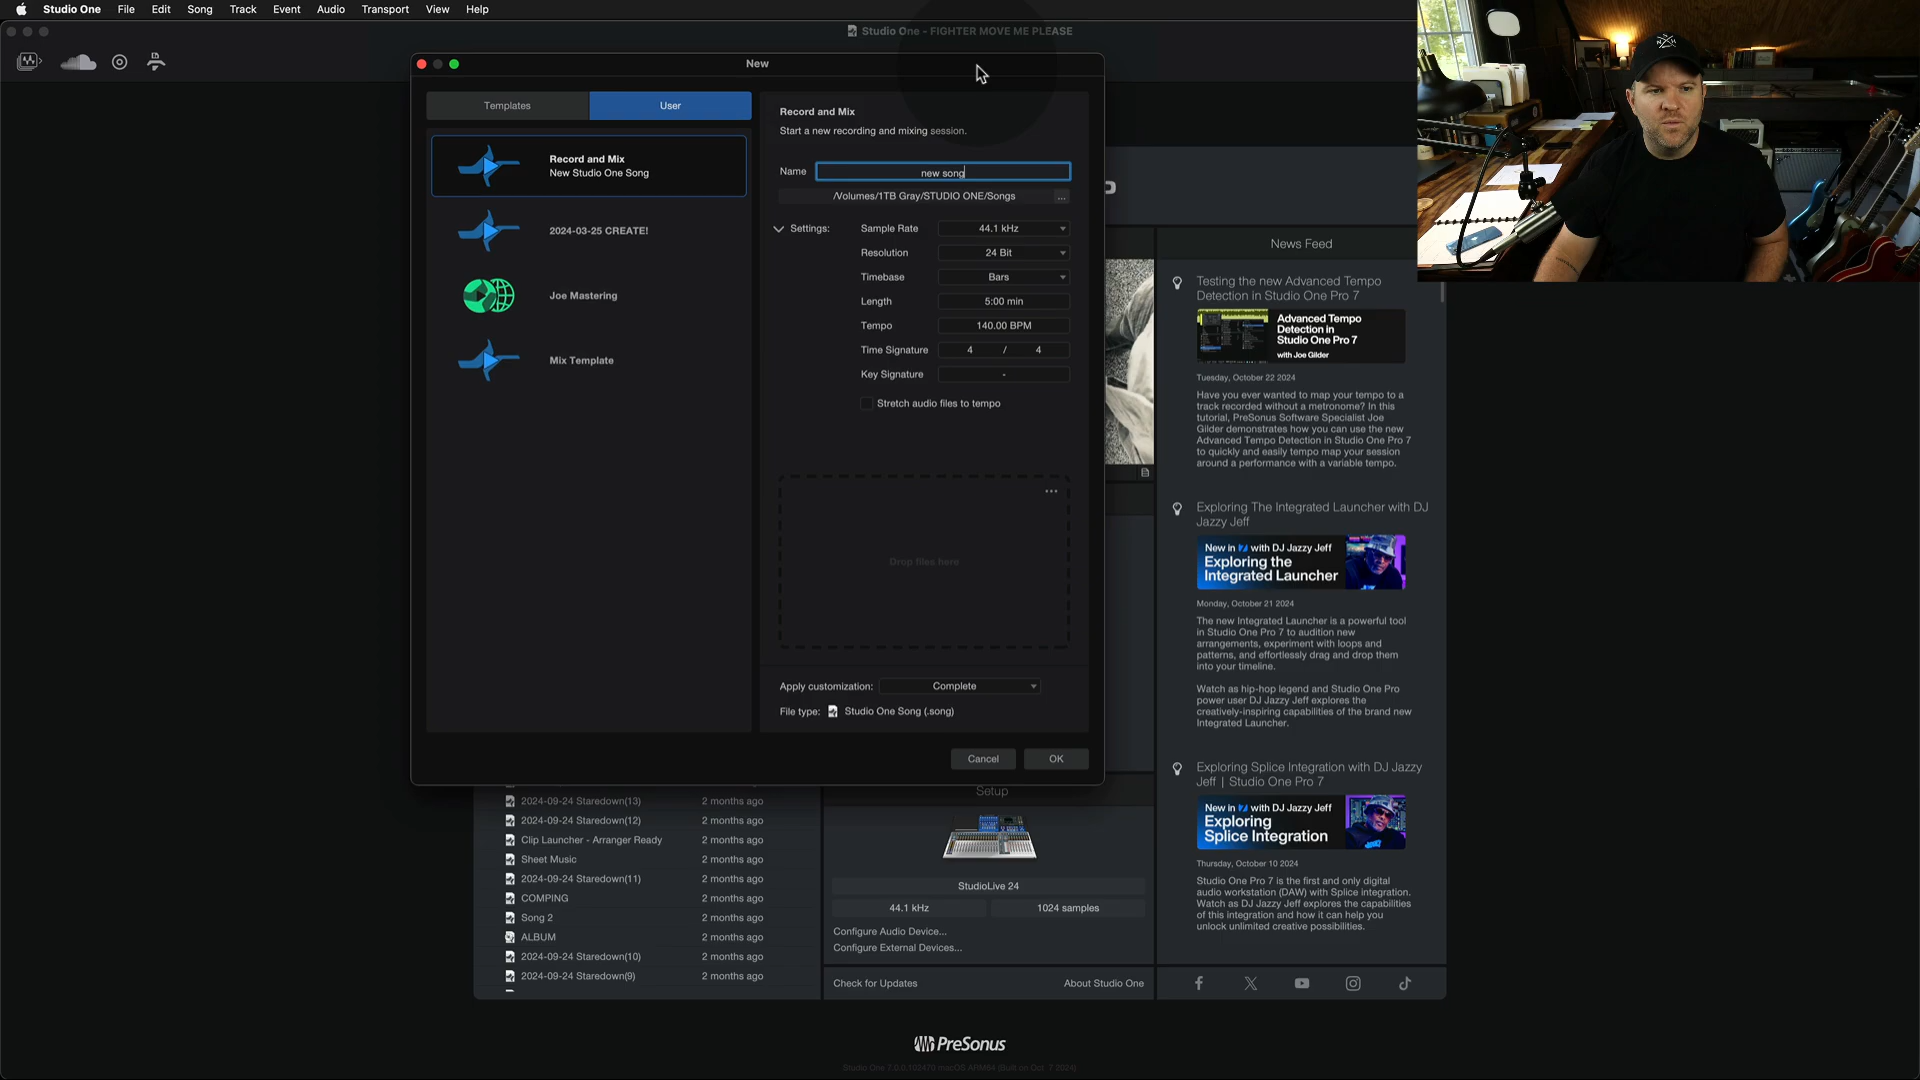 Studio One File Edit Song Track Event Audio Transport View Help
Studio One - FIGHTER MOVE ME PLEASE
New
Templates
User
Record and Mix
New Studio One Song
2024-03-25 CREATE!
Joe Mastering
Mix Template
Record and Mix
Start a new recording and mixing session.
Name
new song
/Volumes/1TB Gray/STUDIO ONE/Songs
...
Settings:
Sample Rate
44.1 kHz
Resolution
24 Bit
Timebase
Bars
Length
5:00 min
Tempo
140.00 BPM
Time Signature
4 / 4
Key Signature
-
Stretch audio files to tempo
Drop files here
Apply customization:
Complete
File type:
Studio One Song (.song)
Cancel
OK
2024-09-24 Staredown(13) 2 months ago
2024-09-24 Staredown(12) 2 months ago
Clip Launcher - Arranger Ready 2 months ago
Sheet Music 2 months ago
2024-09-24 Staredown(11) 2 months ago
COMPING 2 months ago
Song 2 2 months ago
ALBUM 2 months ago
2024-09-24 Staredown(10) 2 months ago
2024-09-24 Staredown(9) 2 months ago
Setup
StudioLive 24
44.1 kHz
1024 samples
Configure Audio Device...
Configure External Devices...
Check for Updates
About Studio One
News Feed
Testing the new Advanced Tempo
Detection in Studio One Pro 7
Advanced Tempo
Detection in
Studio One Pro 7
with Joe Gilder
Tuesday, October 22 2024
Have you ever wanted to map your tempo to a
track recorded without a metronome? In this
tutorial, PreSonus Software Specialist Joe
Gilder demonstrates how you can use the new
Advanced Tempo Detection in Studio One Pro 7
to quickly and easily tempo map your session
around a performance with a variable tempo.
Exploring The Integrated Launcher with DJ
Jazzy Jeff
New in 7 with DJ Jazzy Jeff
Exploring the
Integrated Launcher
Monday, October 21 2024
The new Integrated Launcher is a powerful tool
in Studio One Pro 7 to audition new
arrangements, experiment with loops and
patterns, and effortlessly drag and drop them
into your timeline.
Watch as hip-hop legend and Studio One Pro
power user DJ Jazzy Jeff explores the
creatively-inspiring capabilities of the brand new
Integrated Launcher.
Exploring Splice Integration with DJ Jazzy
Jeff | Studio One Pro 7
New in 7 with DJ Jazzy Jeff
Exploring
Splice Integration
Thursday, October 10 2024
Studio One Pro 7 is the first and only digital
audio workstation (DAW) with Splice integration.
Watch as DJ Jazzy Jeff explores the capabilities
of this integration and how it can help you
unlock unlimited creative possibilities.
PreSonus
Studio One 7.0.0.102470 macOS ARM64 (Built on Oct 7 2024)